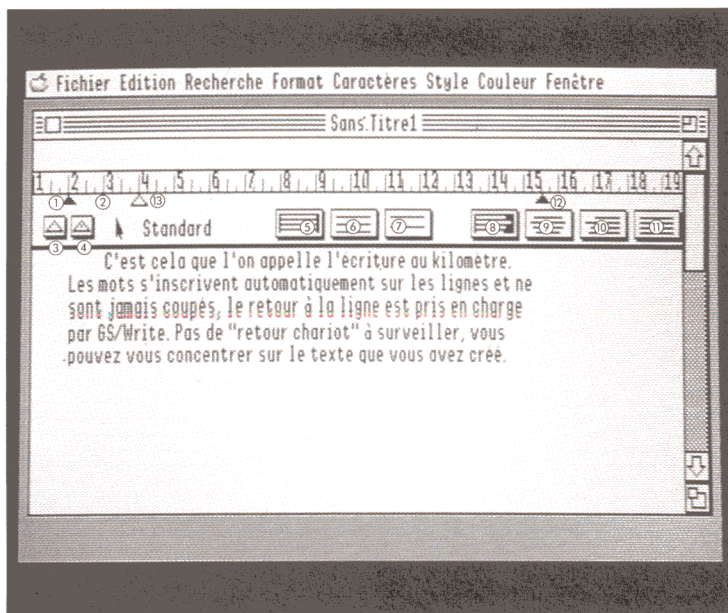 Fichier Edition Recherche Format Caractères Style Couleur Fenêtre
Sans.Titre1
1 2 3 4 5 6 7 8 9 10 11 12 13 14 15 16 17 18 19
① ② ⑬ ⑫
Standard ⑤ ⑥ ⑦ ⑧ ⑨ ⑩ ⑪
③ ④
C'est cela que l'on appelle l'écriture au kilomètre.
Les mots s'inscrivent automatiquement sur les lignes et ne
sont jamais coupés, le retour à la ligne est pris en charge
par GS/Write. Pas de "retour chariot" à surveiller, vous
pouvez vous concentrer sur le texte que vous avez créé.